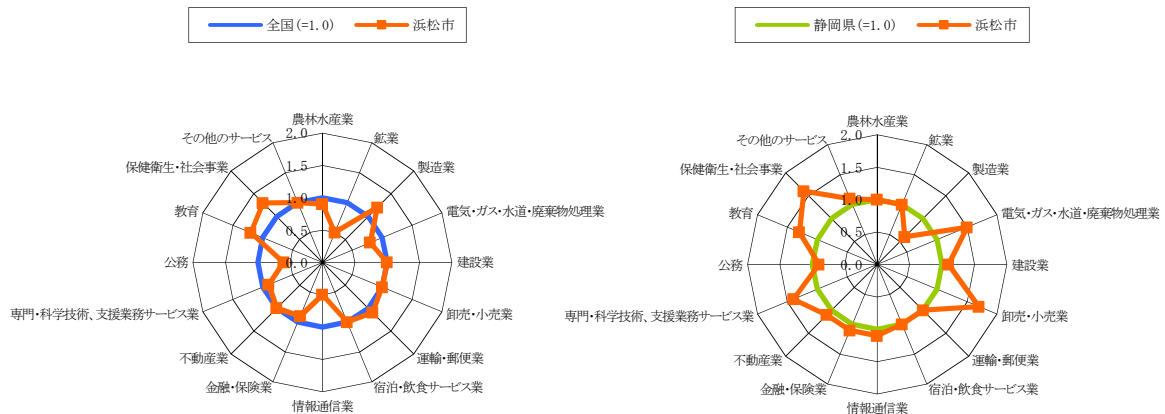 全国(=1.0)
浜松市
農林水産業
鉱業
製造業
電気・ガス・水道・廃棄物処理業
建設業
卸売・小売業
運輸・郵便業
宿泊・飲食サービス業
情報通信業
金融・保険業
不動産業
専門・科学技術、支援業務サービス業
公務
教育
保健衛生・社会事業
その他のサービス
2.0
1.5
1.0
0.5
0.0
静岡県(=1.0)
浜松市
農林水産業
鉱業
製造業
電気・ガス・水道・廃棄物処理業
建設業
卸売・小売業
運輸・郵便業
宿泊・飲食サービス業
情報通信業
金融・保険業
不動産業
専門・科学技術、支援業務サービス業
公務
教育
保健衛生・社会事業
その他のサービス
2.0
1.5
1.0
0.5
0.0